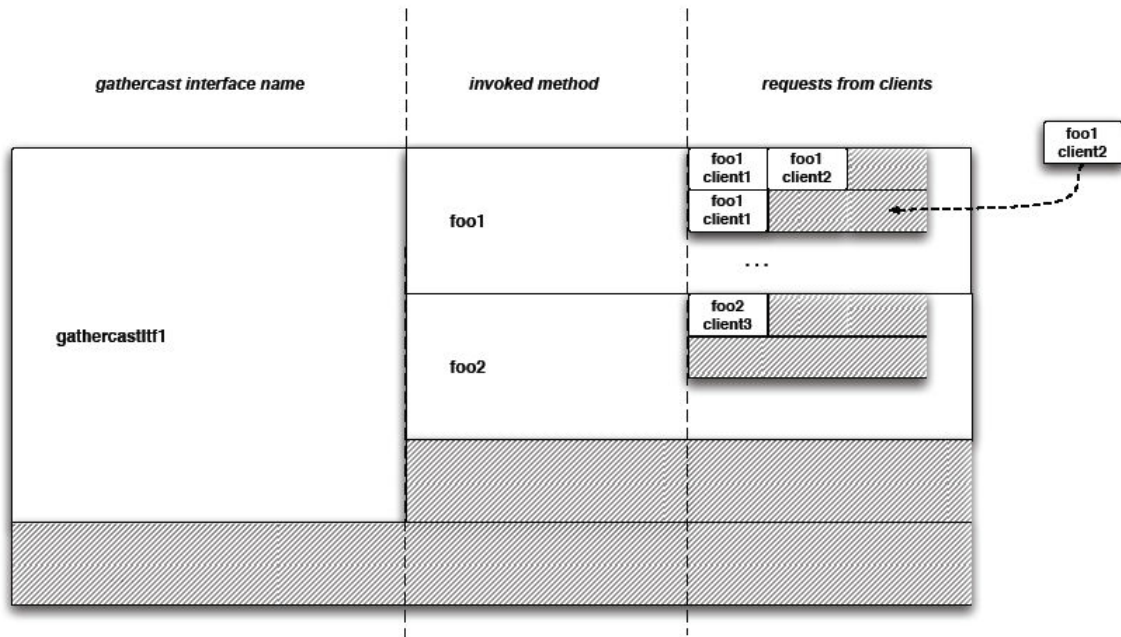 gathercast interface name
invoked method
requests from clients
foo1
client2
foo1
client1
foo1
client2
foo1
client1
foo1
...
foo2
client3
gathercastItf1
foo2